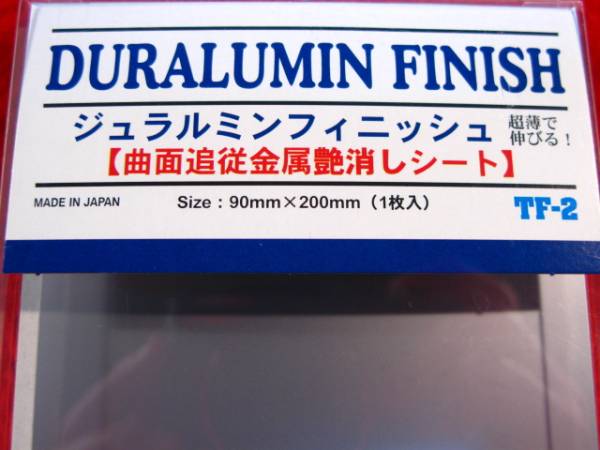 DURALUMIN FINISH
ジュラルミンフィニッシュ 超薄で伸びる！
【曲面追従金属艶消しシート】
MADE IN JAPAN Size：90mm×200mm（1枚入） TF-2